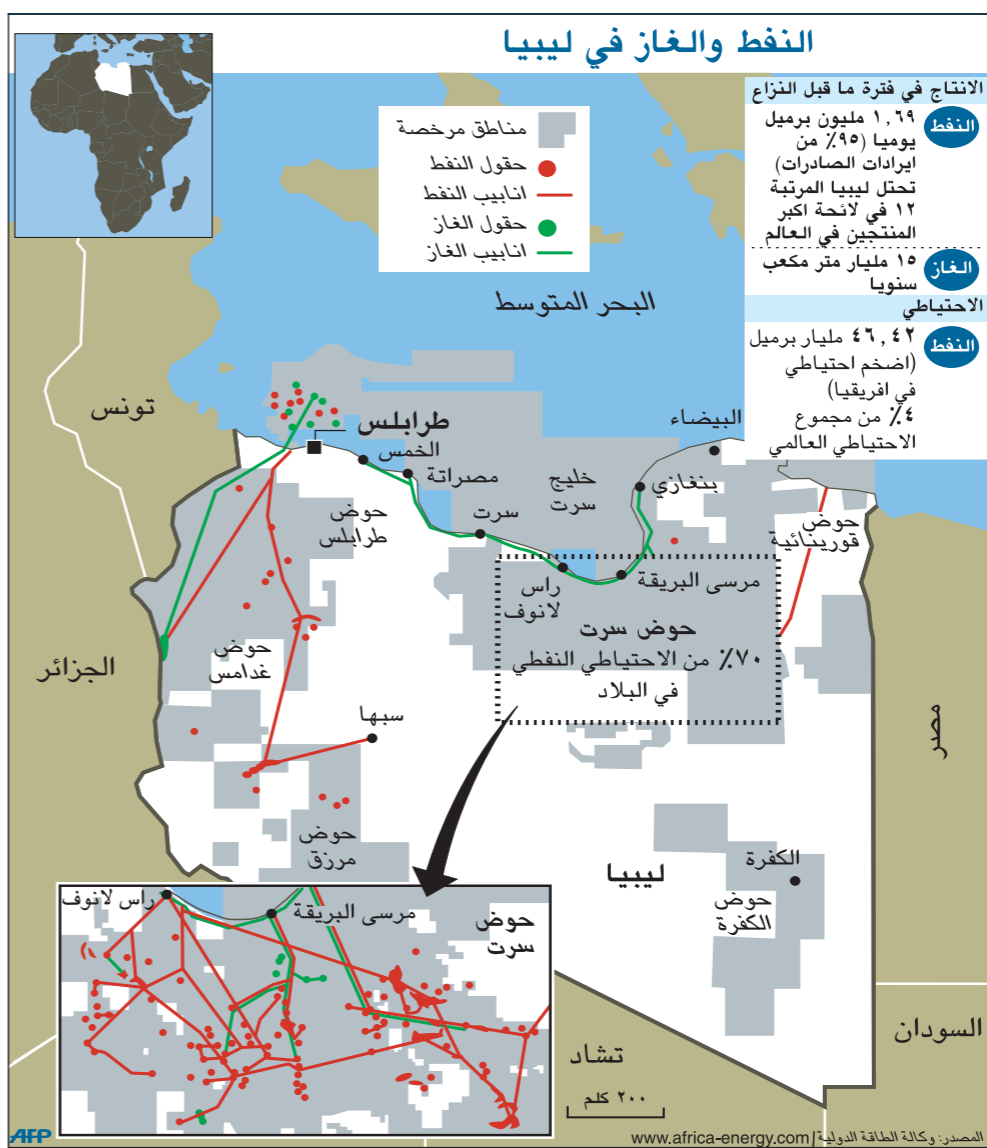 النفط والغاز في ليبيا
الانتاج في فترة ما قبل النزاع
النفط
١,٦٩ مليون برميل
يوميا (٩٥٪ من
ايرادات الصادرات)
تحتل ليبيا المرتبة
١٢ في لائحة اكبر
المنتجين في العالم
الغاز
١٥ مليار متر مكعب
سنويا
الاحتياطي
النفط
٤٦,٤٢ مليار برميل
(اضخم احتياطي
في افريقيا)
٤٪ من مجموع
الاحتياطي العالمي
مناطق مرخصة
حقول النفط
انابيب النفط
حقول الغاز
انابيب الغاز
البحر المتوسط
تونس
البيضاء
طرابلس
الخمس
مصراتة
بنغازي
خليج
سرت
سرت
حوض
طرابلس
حوض
قورينائية
مرسى البريقة
راس
لانوف
حوض سرت
٧٠٪ من الاحتياطي النفطي
في البلاد
الجزائر
حوض
غدامس
سبها
مصر
حوض
مرزق
ليبيا
الكفرة
حوض
الكفرة
راس لانوف
مرسى البريقة
حوض
سرت
السودان
تشاد
٢٠٠ كلم
AFP
المصدر: وكالة الطاقة الدولية/www.africa-energy.com